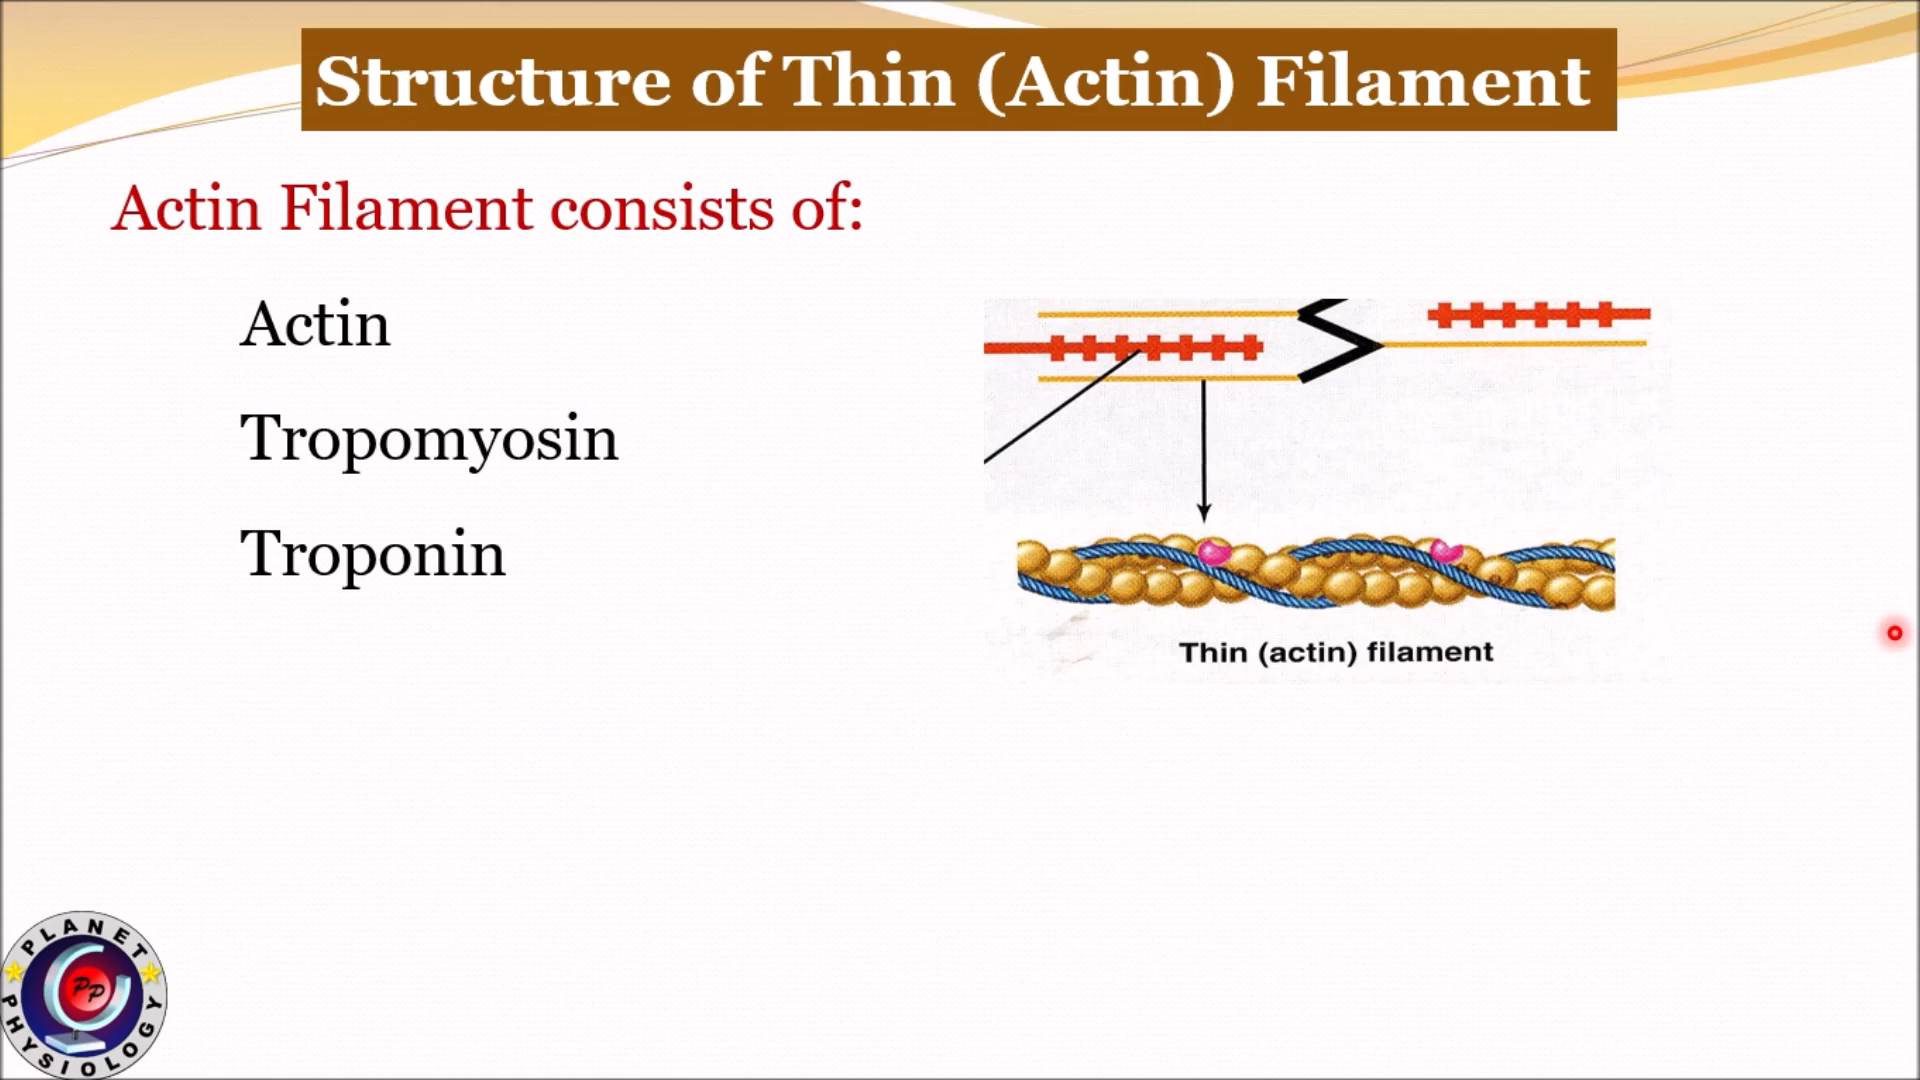 Structure of Thin (Actin) Filament
Actin Filament consists of:
Actin
Tropomyosin
Troponin
Thin (actin) filament
PLANET
PP
PHYSIOLOGY